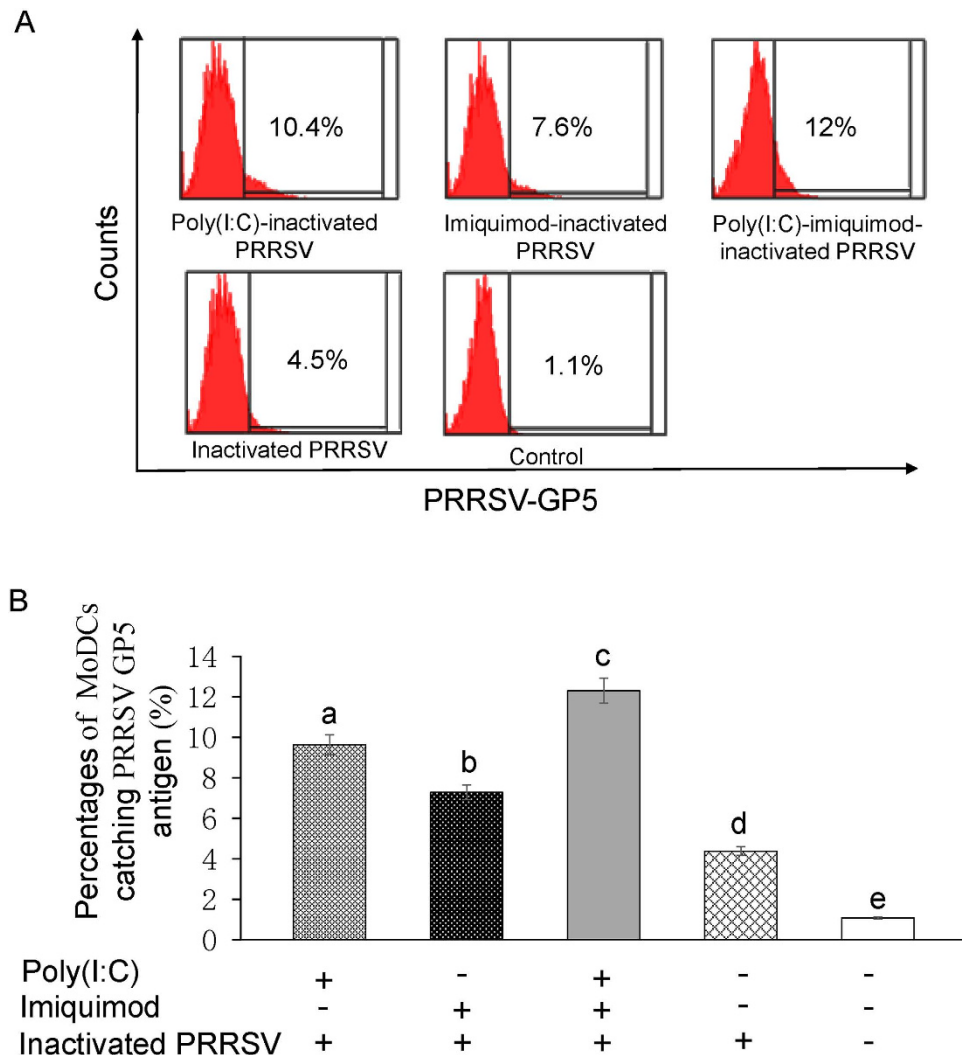 A
Counts
10.4%
7.6%
12%
Poly(I:C)-inactivated
PRRSV
Imiquimod-inactivated
PRRSV
Poly(I:C)-imiquimod-
inactivated PRRSV
4.5%
1.1%
Inactivated PRRSV
Control
PRRSV-GP5
B
Percentages of MoDCs
catching PRRSV GP5
antigen (%)
14
12
10
8
6
4
2
0
a
b
c
d
e
Poly(I:C) + - + - -
Imiquimod - + + - -
Inactivated PRRSV + + + + -